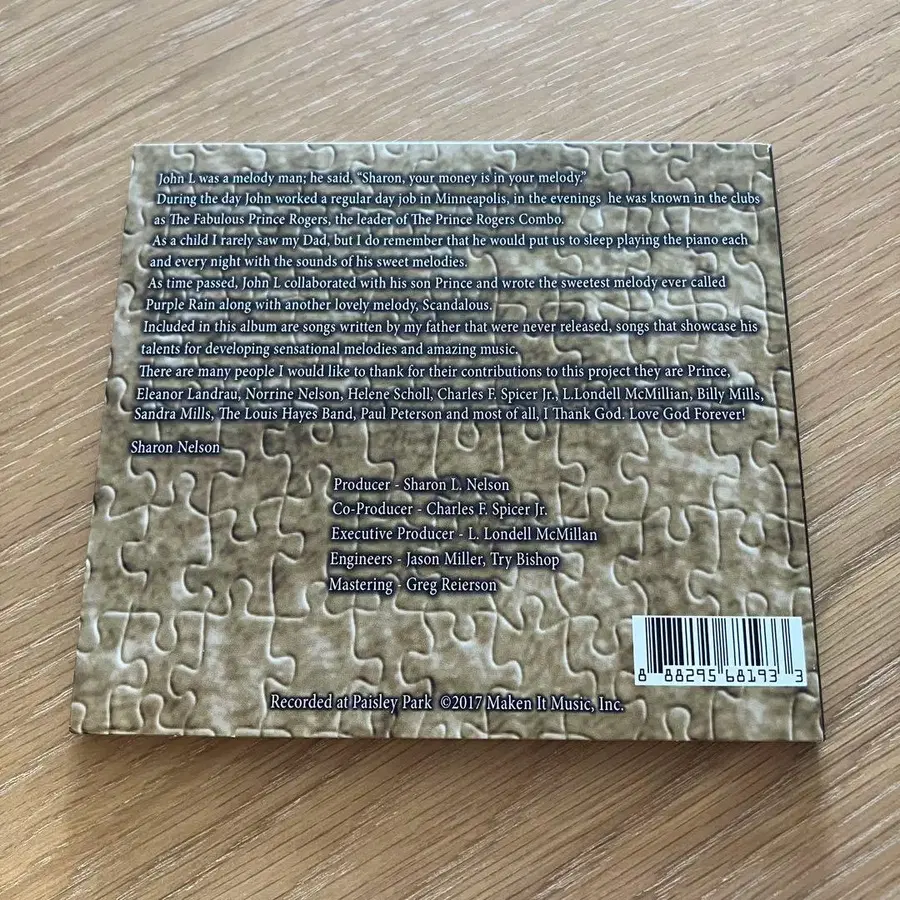 John L was a melody man; he said, “Sharon, your money is in your melody.”
During the day John worked a regular day job in Minneapolis, in the evenings he was known in the clubs
as The Fabulous Prince Rogers, the leader of The Prince Rogers Combo.
As a child I rarely saw my Dad, but I do remember that he would put us to sleep playing the piano each
and every night with the sounds of his sweet melodies.
As time passed, John L collaborated with his son Prince and wrote the sweetest melody ever called
Purple Rain along with another lovely melody, Scandalous.
Included in this album are songs written by my father that were never released, songs that showcase his
talents for developing sensational melodies and amazing music.
There are many people I would like to thank for their contributions to this project they are Prince,
Eleanor Landrau, Norrine Nelson, Helene Scholl, Charles F. Spicer Jr., L.Londell McMillian, Billy Mills,
Sandra Mills, The Louis Hayes Band, Paul Peterson and most of all, I Thank God. Love God Forever!
Sharon Nelson
Producer - Sharon L. Nelson
Co-Producer - Charles F. Spicer Jr.
Executive Producer - L. Londell McMillan
Engineers - Jason Miller, Try Bishop
Mastering - Greg Reierson
8 88295 68193 3
Recorded at Paisley Park ©2017 Maken It Music, Inc.